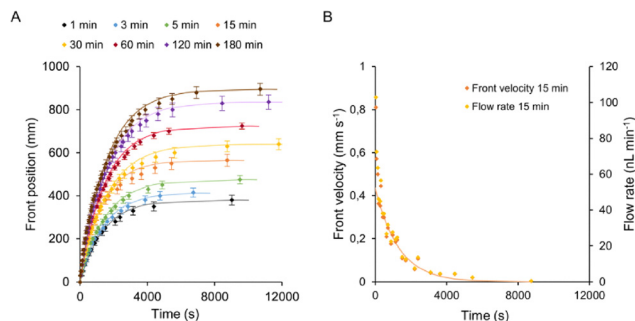 A
1 min 3 min 5 min 15 min
30 min 60 min 120 min 180 min
Front position (mm)
1000
800
600
400
200
0
0 4000 8000 12000
Time (s)
B
Front velocity 15 min
Flow rate 15 min
Front velocity (mm s⁻¹)
1
0,8
0,6
0,4
0,2
0
Flow rate (nL min⁻¹)
120
100
80
60
40
20
0
0 4000 8000 12000
Time (s)